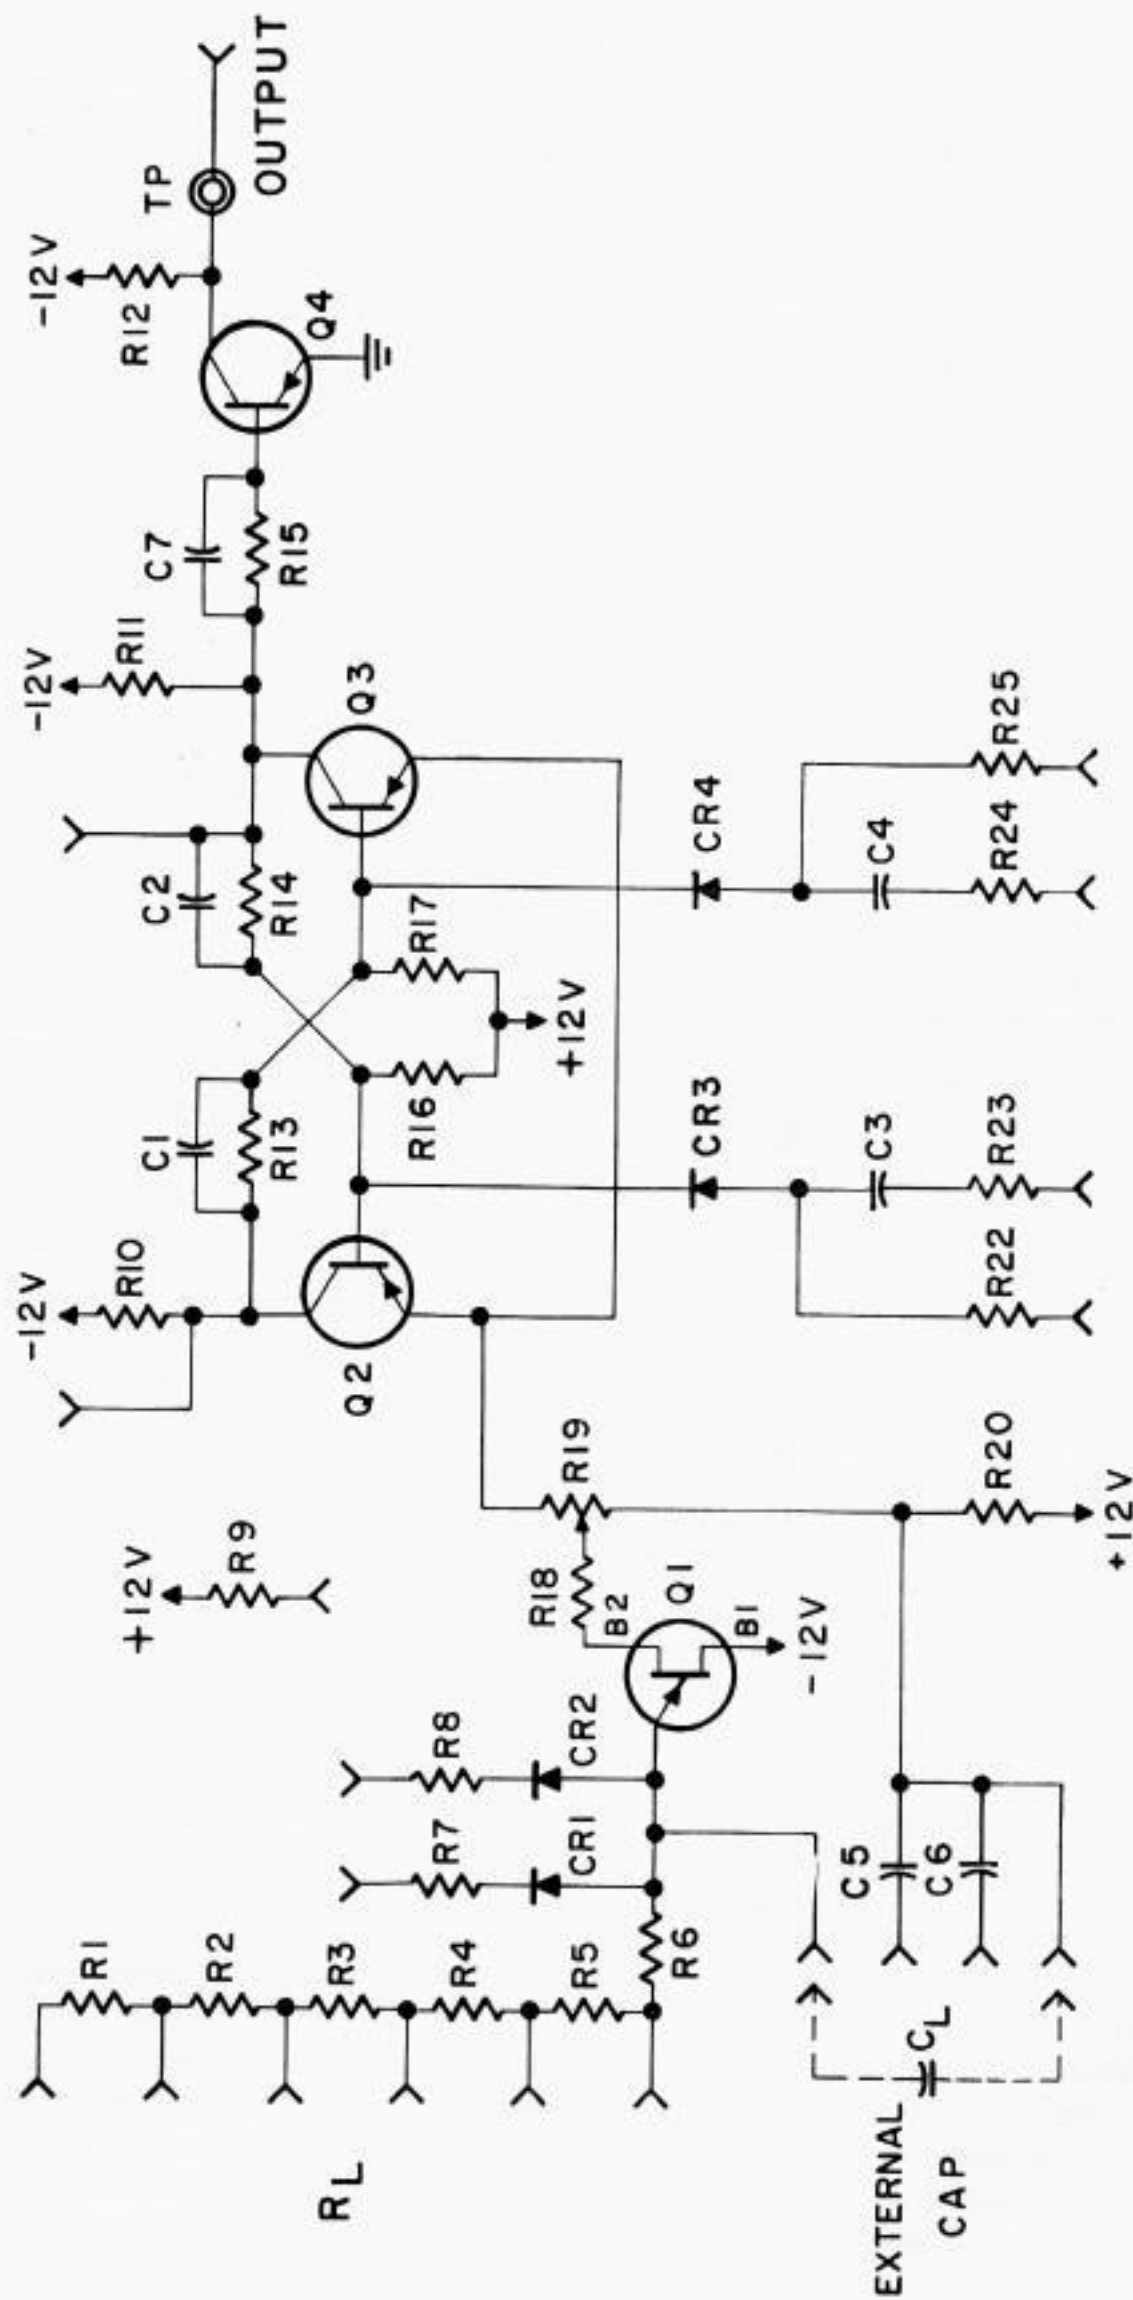 -12V
-12V
-12V
TP
OUTPUT
R12
Q4
R11
C7
R15
C2
R14
Q3
C1
R13
R10
Q2
R17
R16
+12V
+12V
R9
R1
R2
R3
R4
R5
R6
RL
R7
CR1
R8
CR2
R18
R19
B2
Q1
B1
-12V
CR3
CR4
C3
C4
R22
R23
R24
R25
R20
+12V
C5
C6
CL
EXTERNAL
CAP